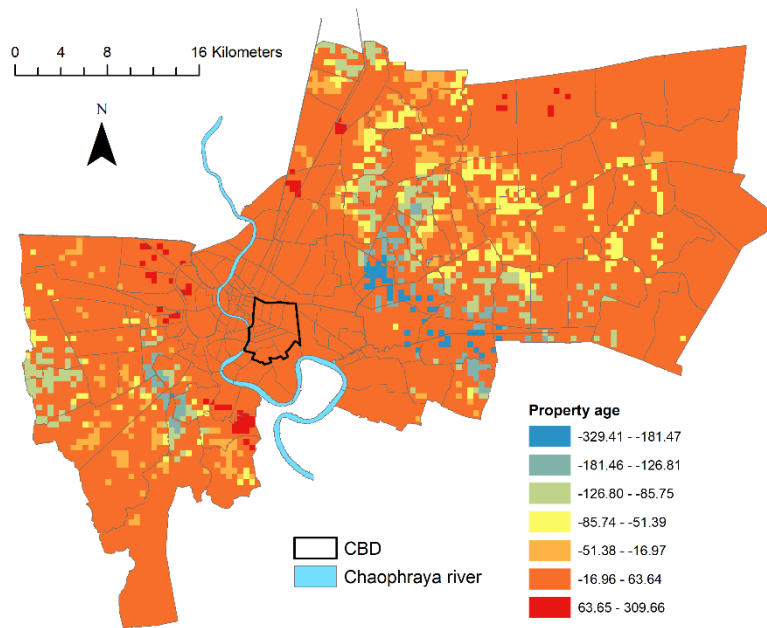 0 4 8 16 Kilometers
N
Property age
-329.41 - -181.47
-181.46 - -126.81
-126.80 - -85.75
-85.74 - -51.39
-51.38 - -16.97
-16.96 - 63.64
63.65 - 309.66
CBD
Chaophraya river